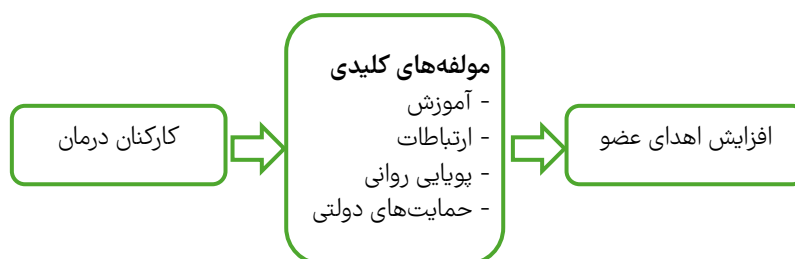 کارکنان درمان
مولفه‌های کلیدی
- آموزش
- ارتباطات
- پویایی روانی
- حمایت‌های دولتی
افزایش اهدای عضو